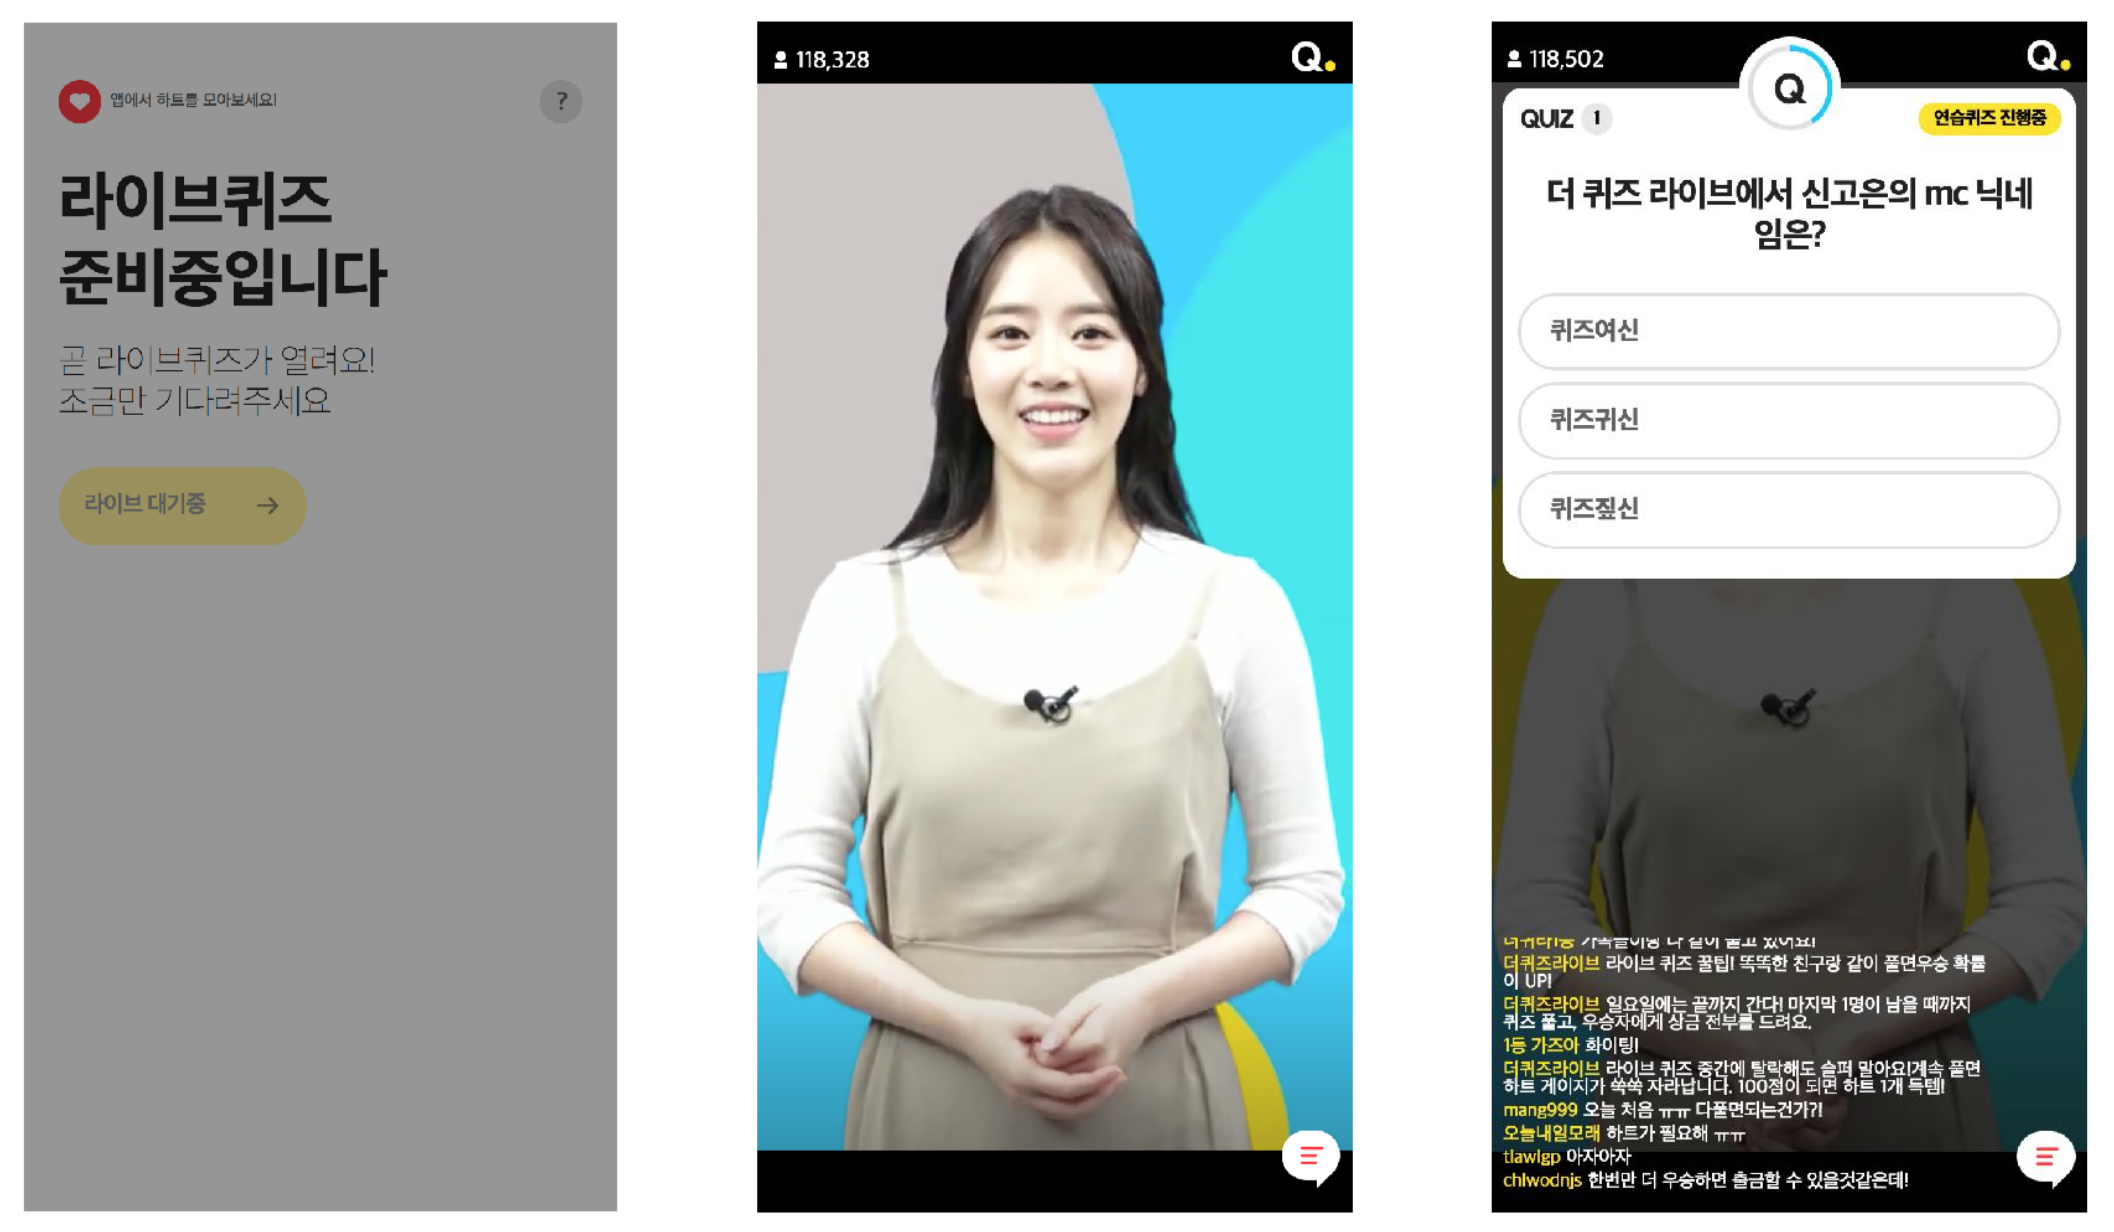 앱에서 하트를 모아보세요!
?
라이브퀴즈
준비중입니다
곧 라이브퀴즈가 열려요!
조금만 기다려주세요
라이브 대기중 →
118,328
Q.
118,502
Q
Q.
QUIZ 1
연습퀴즈 진행중
더 퀴즈 라이브에서 신고은의 mc 닉네
임은?
퀴즈여신
퀴즈귀신
퀴즈짚신
더퀴즈라이브 라이브 퀴즈 꿀팁! 똑똑한 친구랑 같이 풀면우승 확률
이 UP!
더퀴즈라이브 일요일에는 끝까지 간다! 마지막 1명이 남을 때까지
퀴즈 풀고, 우승자에게 상금 전부를 드려요.
1등 가즈아 화이팅!
더퀴즈라이브 라이브 퀴즈 중간에 탈락해도 슬퍼 말아요!계속 풀면
하트 게이지가 쑥쑥 자라납니다. 100점이 되면 하트 1개 득템!
mang999 오늘 처음 ㅠㅠ 다풀면되는건가?!
오늘내일모래 하트가 필요해 ㅠㅠ
tlawlgp 아자아자
chlwodnjs 한번만 더 우승하면 출금할 수 있을것같은데!